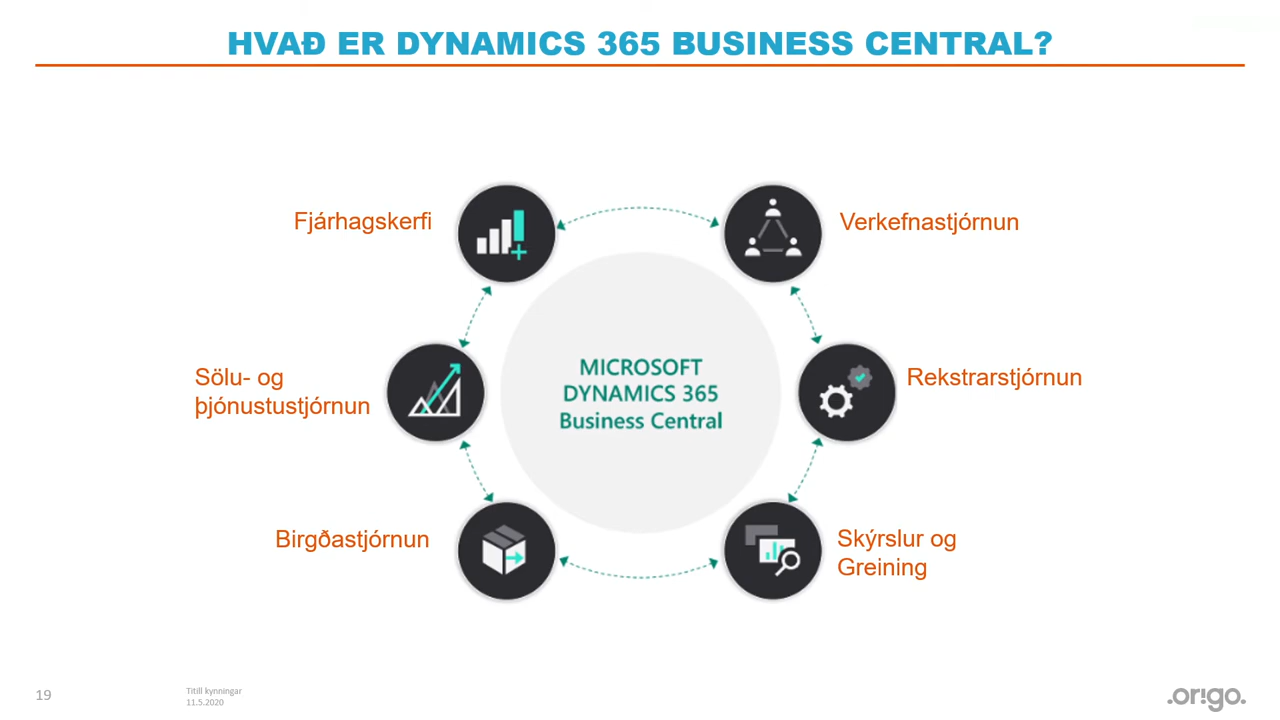 HVAÐ ER DYNAMICS 365 BUSINESS CENTRAL?
Fjárhagskerfi
Verkefnastjórnun
Sölu- og
þjónustustjórnun
MICROSOFT
DYNAMICS 365
Business Central
Rekstrarstjórnun
Birgðastjórnun
Skýrslur og
Greining
19
Titill kynningar
11.5.2020
.origo.